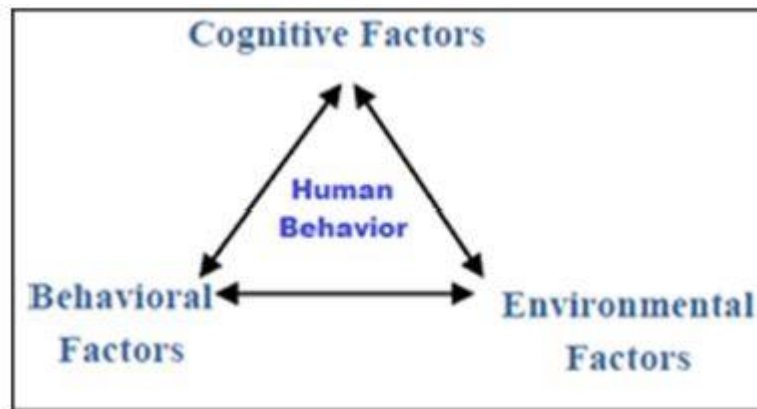 Cognitive Factors
Human
Behavior
Behavioral
Factors
Environmental
Factors